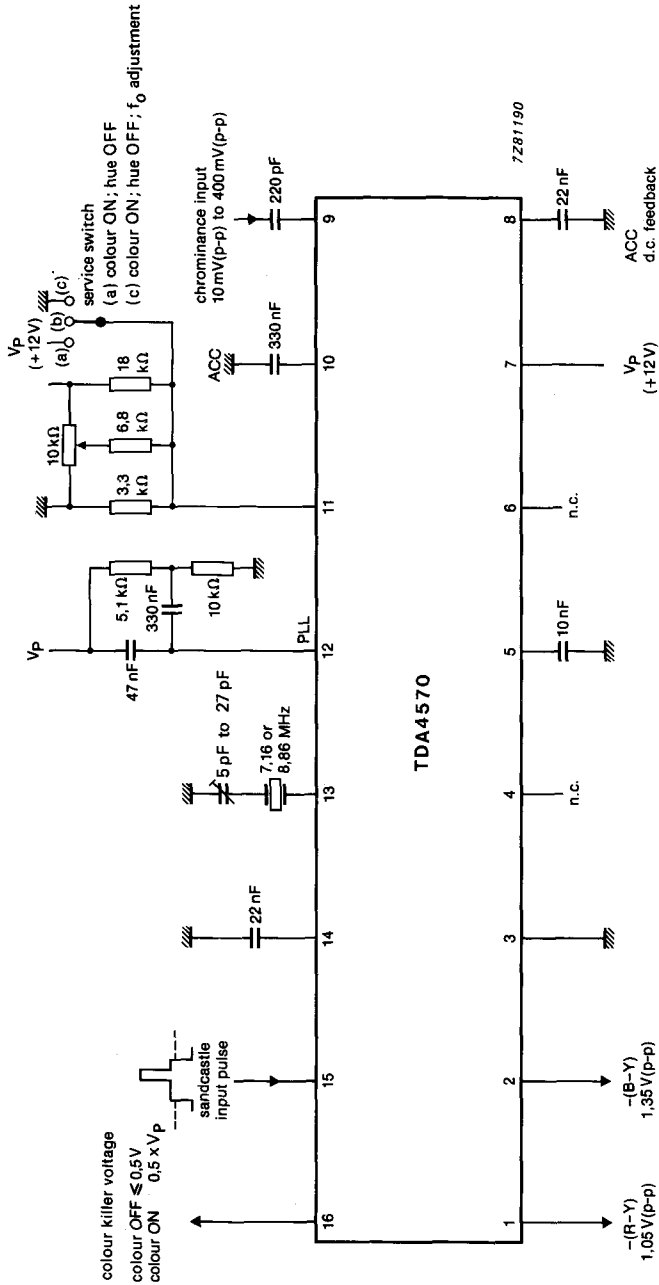 colour killer voltage
colour OFF ⩽ 0,5 V
colour ON 0,5 x VP
sandcastle
input pulse
22 nF
5 pF to 27 pF
7,16 or
8,86 MHz
VP
47 nF
5,1 kΩ
330 nF
10 kΩ
PLL
10 kΩ
3,3
kΩ
6,8
kΩ
18
kΩ
VP
(+12 V)
(a)
(b)
(c)
service switch
(a) colour ON; hue OFF
(c) colour ON; hue OFF; fo adjustment
ACC
330 nF
chrominance input
10 mV(p-p) to 400 mV(p-p)
220 pF
16
15
14
13
12
11
10
9
TDA4570
1
2
3
4
5
6
7
8
-(R-Y)
1,05 V(p-p)
-(B-Y)
1,35 V(p-p)
n.c.
10 nF
n.c.
VP
(+12 V)
22 nF
ACC
d.c. feedback
7Z81190